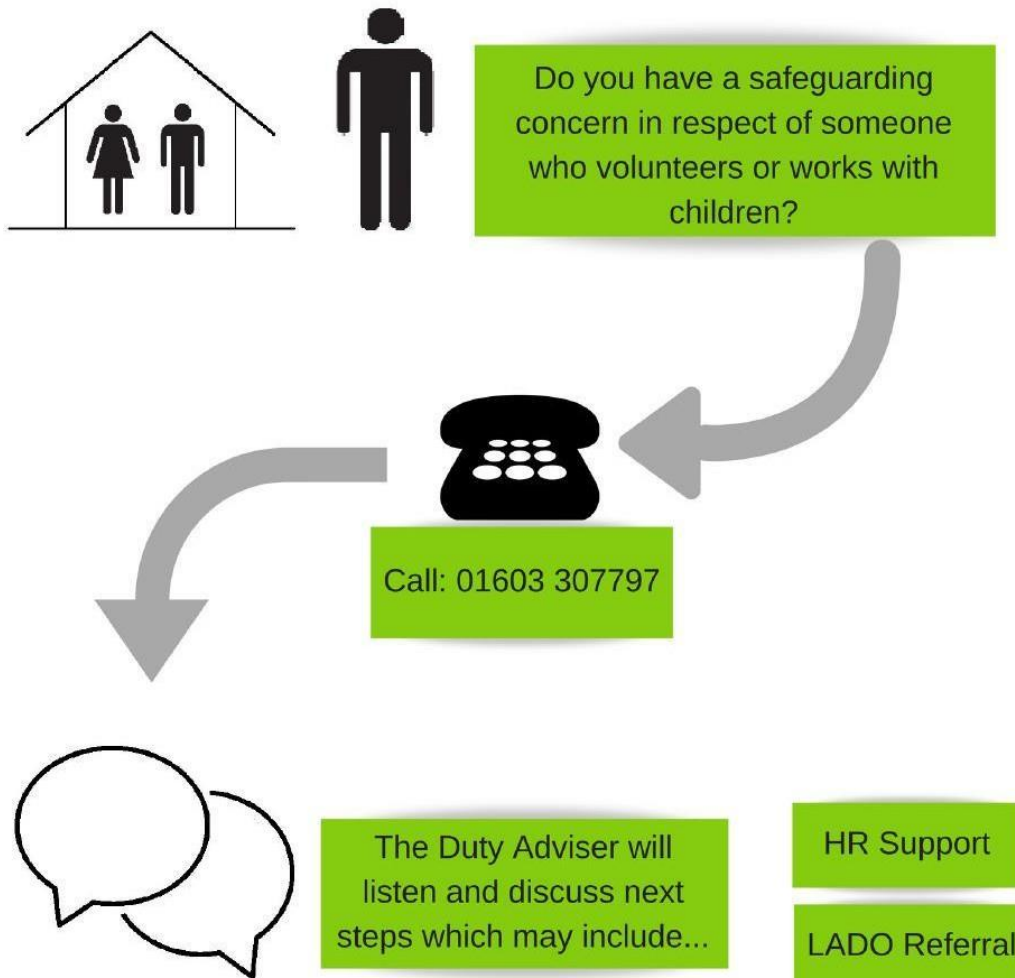 Do you have a safeguarding
concern in respect of someone
who volunteers or works with
children?
Call: 01603 307797
The Duty Adviser will
listen and discuss next
steps which may include...
HR Support
LADO Referral